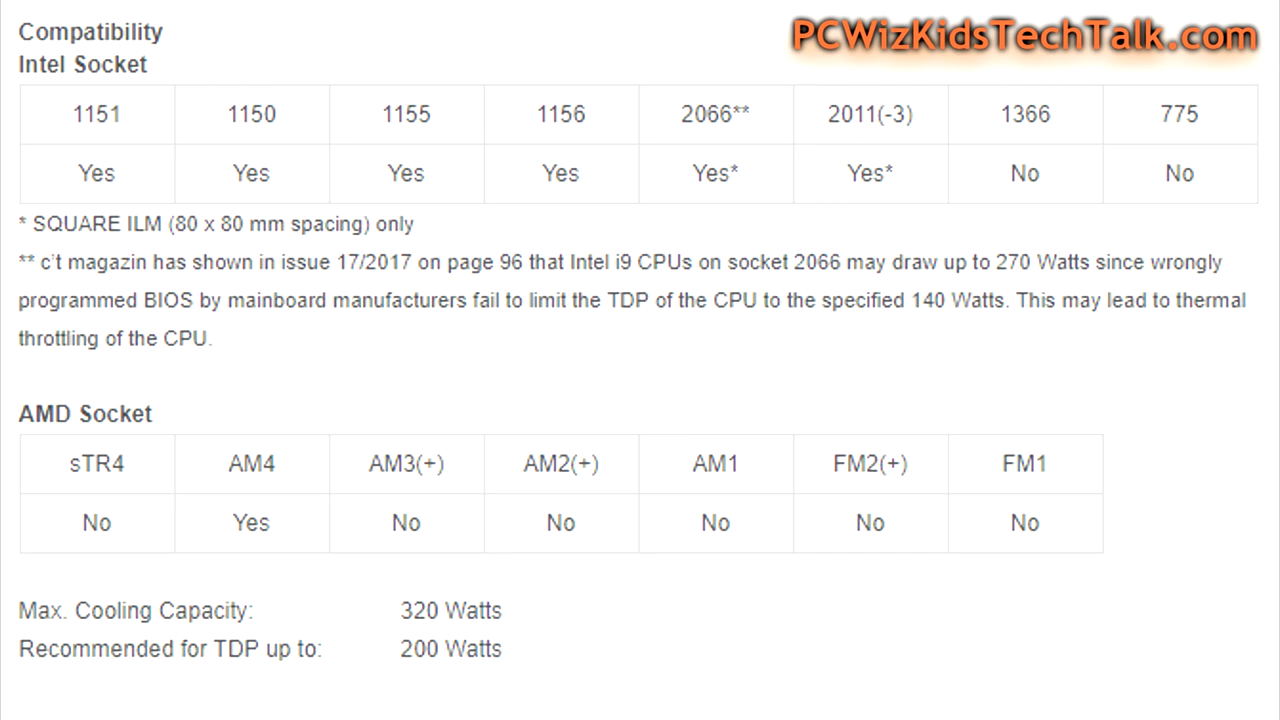 Compatibility
PCWizKidsTechTalk.com
Intel Socket
1151 1150 1155 1156 2066** 2011(-3) 1366 775
Yes Yes Yes Yes Yes* Yes* No No
* SQUARE ILM (80 x 80 mm spacing) only
** c't magazin has shown in issue 17/2017 on page 96 that Intel i9 CPUs on socket 2066 may draw up to 270 Watts since wrongly
programmed BIOS by mainboard manufacturers fail to limit the TDP of the CPU to the specified 140 Watts. This may lead to thermal
throttling of the CPU.
AMD Socket
sTR4 AM4 AM3(+) AM2(+) AM1 FM2(+) FM1
No Yes No No No No No
Max. Cooling Capacity: 320 Watts
Recommended for TDP up to: 200 Watts